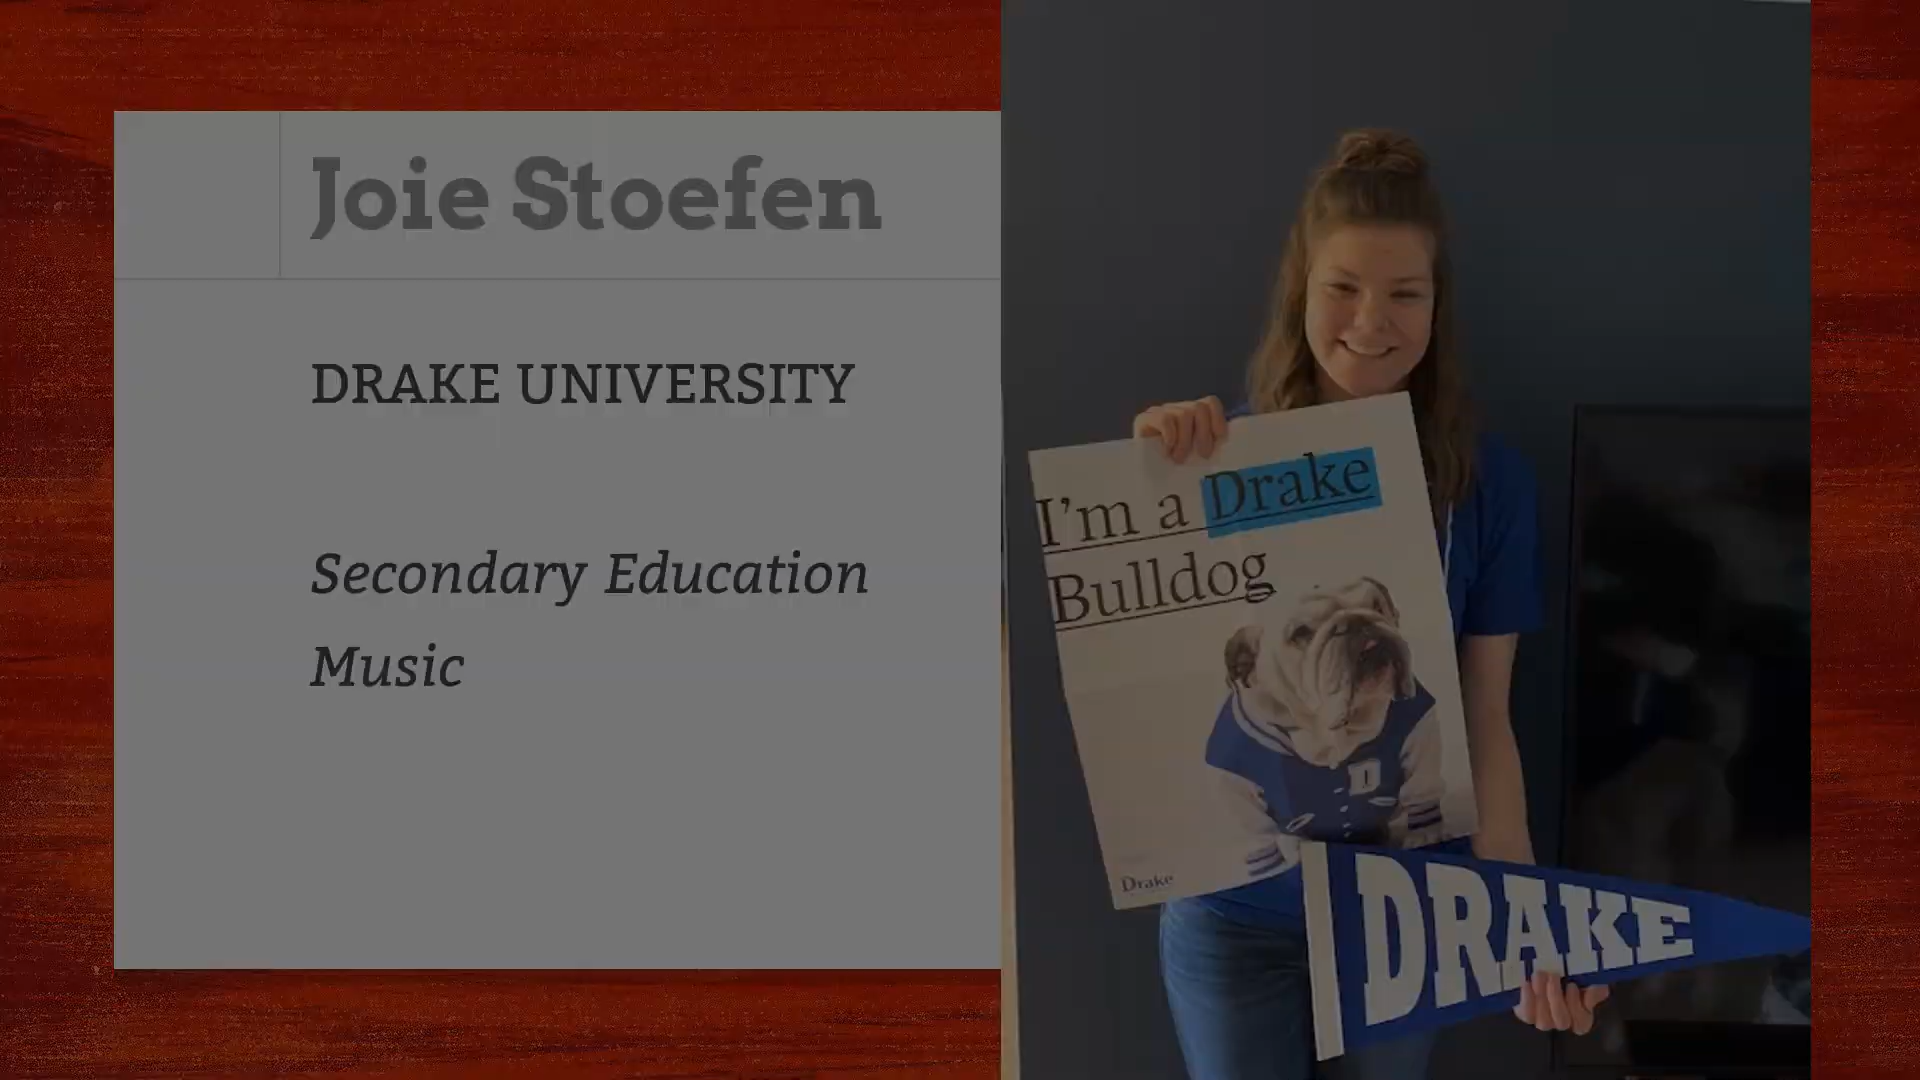 Joie Stoefen
DRAKE UNIVERSITY
Secondary Education
Music
I'm a Drake
Bulldog
D
Drake
DRAKE